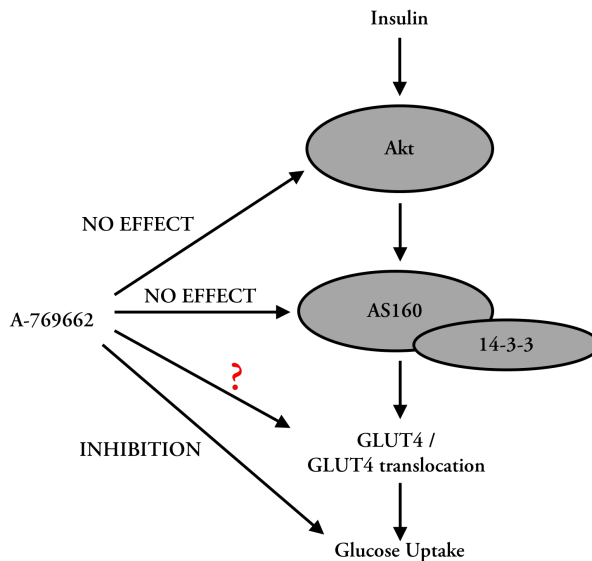 Insulin
Akt
NO EFFECT
NO EFFECT
AS160
A-769662
14-3-3
?
GLUT4 /
GLUT4 translocation
INHIBITION
Glucose Uptake